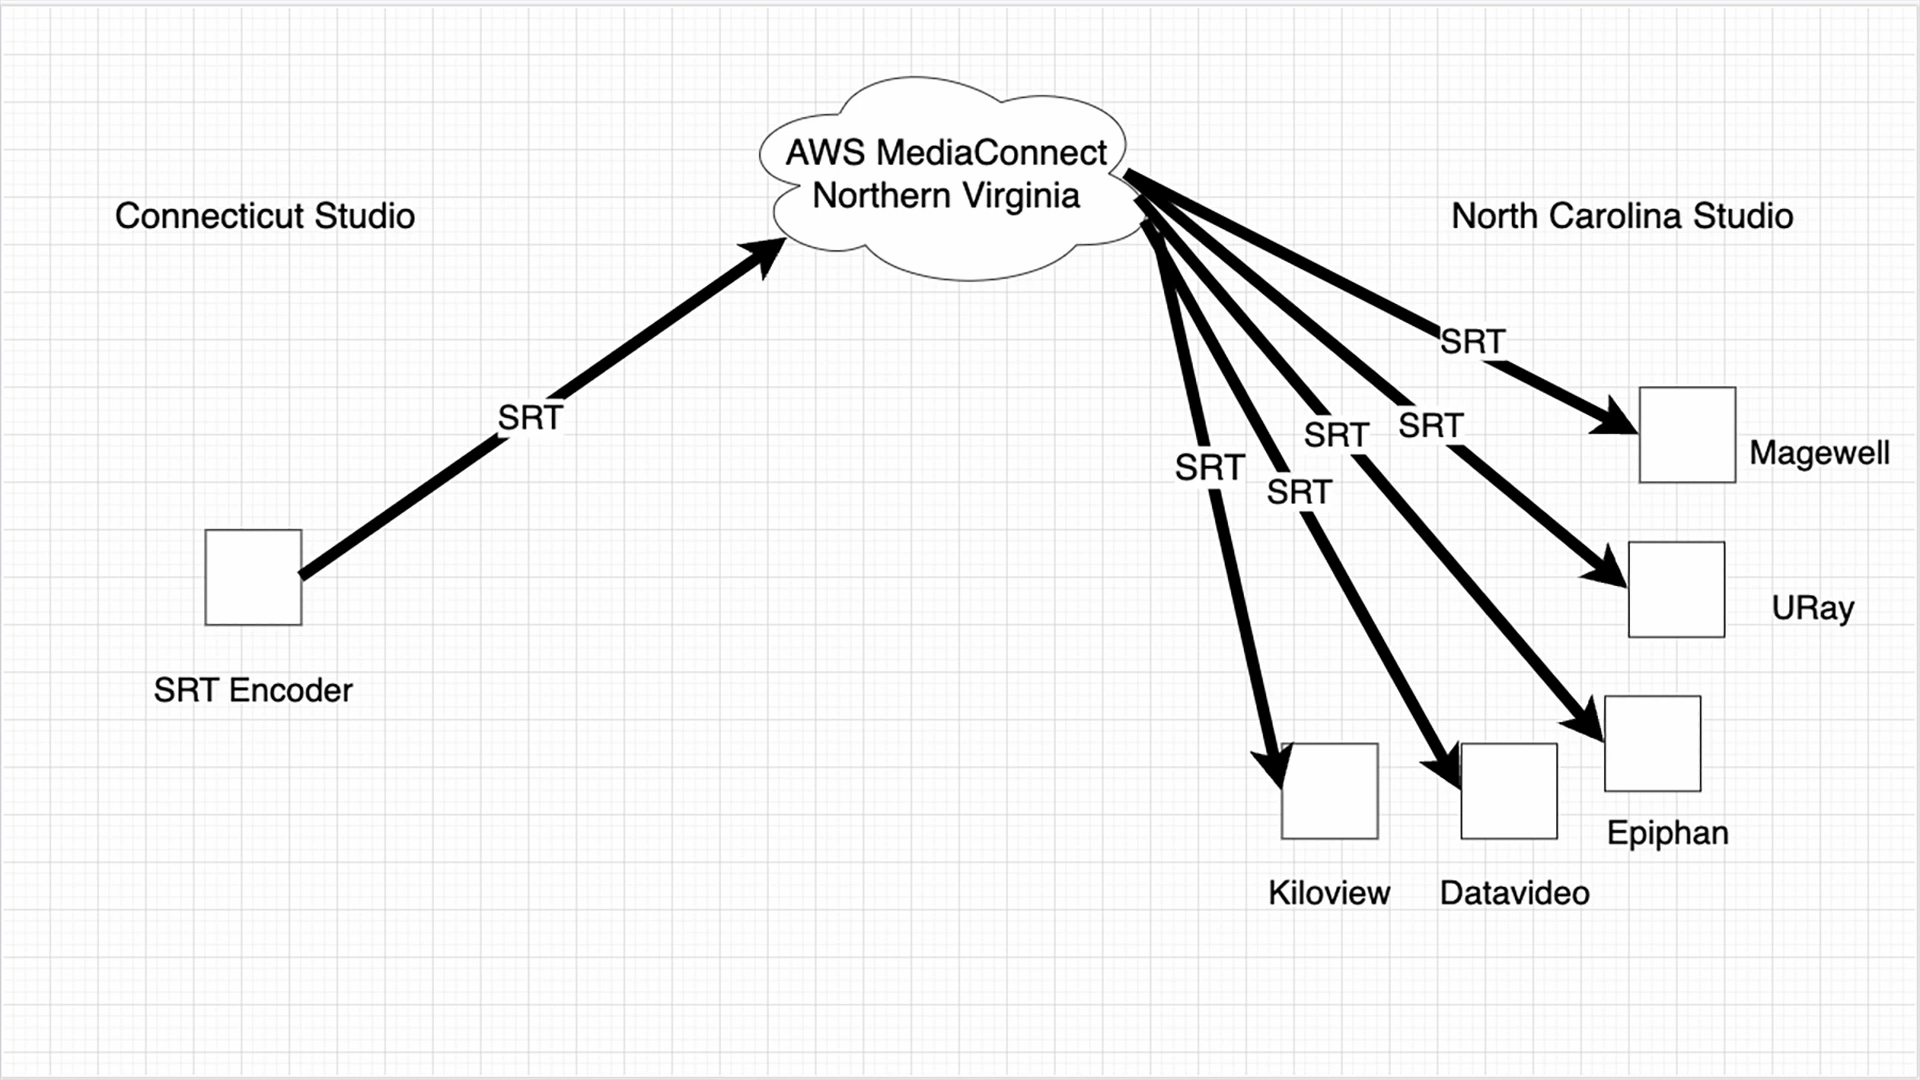 AWS MediaConnect
Northern Virginia
Connecticut Studio
North Carolina Studio
SRT
SRT
SRT
SRT
SRT
SRT
Magewell
URay
SRT Encoder
Epiphan
Kiloview
Datavideo